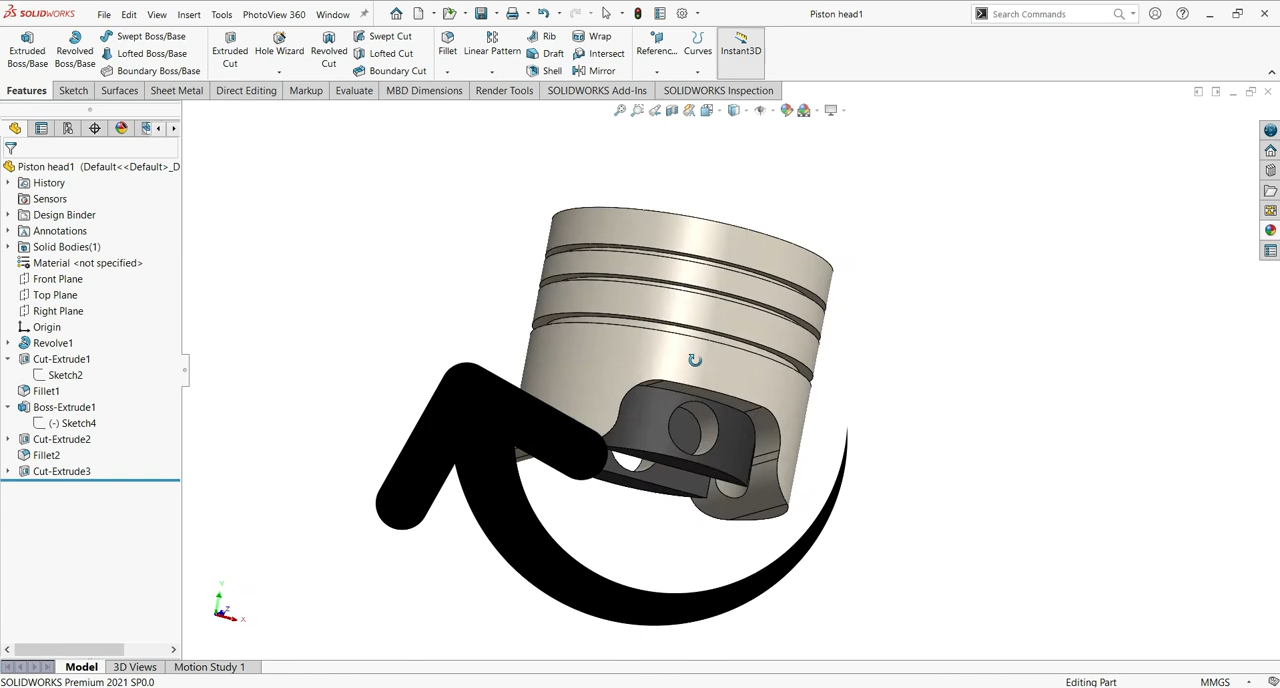 SOLIDWORKS
File Edit View Insert Tools PhotoView 360 Window
Piston head1
Search Commands
Extruded Boss/Base
Revolved Boss/Base
Swept Boss/Base
Lofted Boss/Base
Boundary Boss/Base
Extruded Cut
Hole Wizard
Revolved Cut
Swept Cut
Lofted Cut
Boundary Cut
Fillet
Linear Pattern
Rib
Draft
Shell
Wrap
Intersect
Mirror
Referenc...
Curves
Instant3D
Features Sketch Surfaces Sheet Metal Direct Editing Markup Evaluate MBD Dimensions Render Tools SOLIDWORKS Add-Ins SOLIDWORKS Inspection
Piston head1 (Default<<Default>_D
History
Sensors
Design Binder
Annotations
Solid Bodies(1)
Material <not specified>
Front Plane
Top Plane
Right Plane
Origin
Revolve1
Cut-Extrude1
Sketch2
Fillet1
Boss-Extrude1
(-) Sketch4
Cut-Extrude2
Fillet2
Cut-Extrude3
Y
Z
X
Model 3D Views Motion Study 1
SOLIDWORKS Premium 2021 SP0.0
Editing Part
MMGS